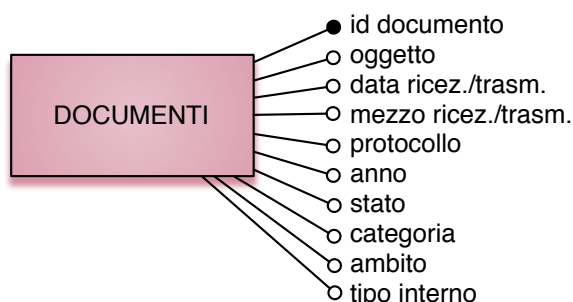 DOCUMENTI
id documento
oggetto
data ricez./trasm.
mezzo ricez./trasm.
protocollo
anno
stato
categoria
ambito
tipo interno